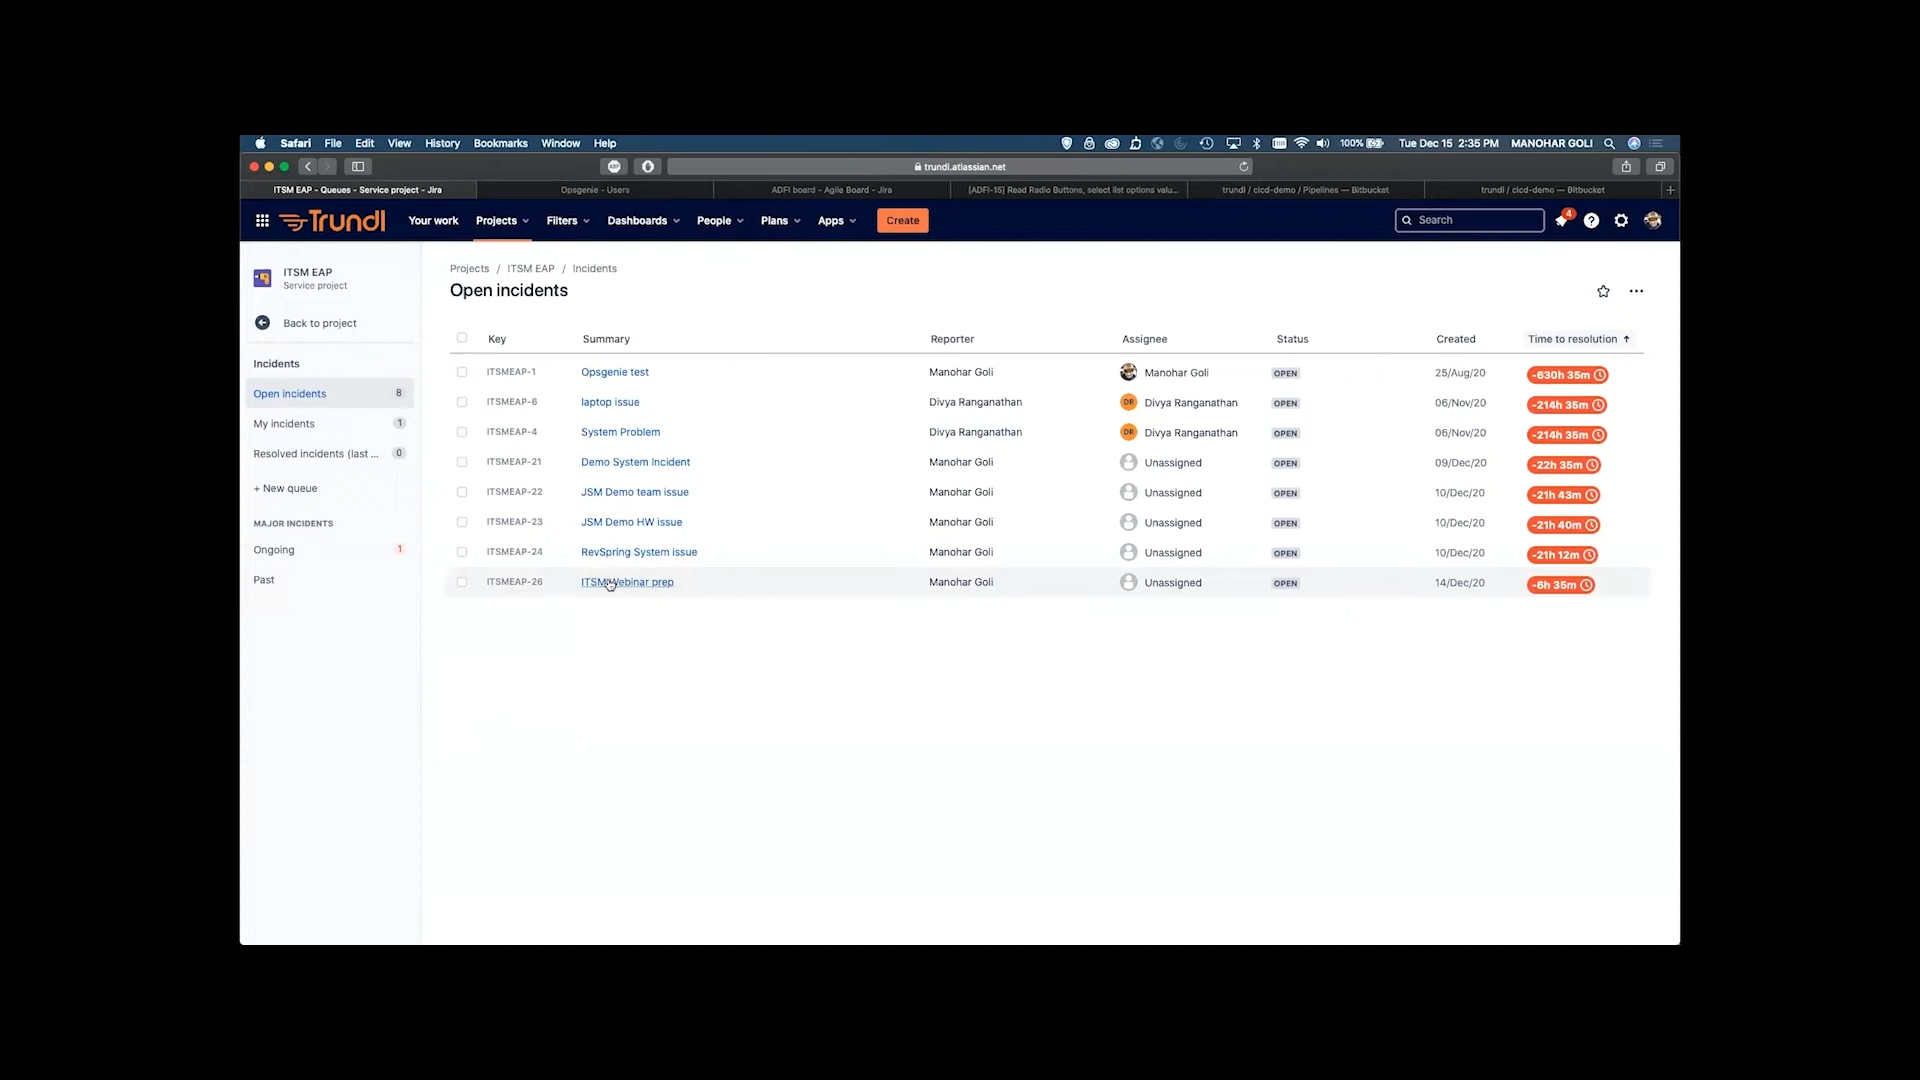 Safari File Edit View History Bookmarks Window Help 100% Tue Dec 15 2:35 PM MANOHAR GOLI
ABP trundl.atlassian.net
ITSM EAP - Queues - Service project - Jira Opsgenie - Users ADFI board - Agile Board - Jira [ADFI-15] Read Radio Buttons, select list options valu... trundl / cicd-demo / Pipelines — Bitbucket trundl / cicd-demo — Bitbucket
Trundl Your work Projects Filters Dashboards People Plans Apps Create Search 4
ITSM EAP
Service project
Back to project
Incidents
Open incidents 8
My incidents 1
Resolved incidents (last ... 0
+ New queue
MAJOR INCIDENTS
Ongoing 1
Past
Projects / ITSM EAP / Incidents
Open incidents
Key Summary Reporter Assignee Status Created Time to resolution
ITSMEAP-1 Opsgenie test Manohar Goli Manohar Goli OPEN 25/Aug/20 -630h 35m
ITSMEAP-6 laptop issue Divya Ranganathan DR Divya Ranganathan OPEN 06/Nov/20 -214h 35m
ITSMEAP-4 System Problem Divya Ranganathan DR Divya Ranganathan OPEN 06/Nov/20 -214h 35m
ITSMEAP-21 Demo System Incident Manohar Goli Unassigned OPEN 09/Dec/20 -22h 35m
ITSMEAP-22 JSM Demo team issue Manohar Goli Unassigned OPEN 10/Dec/20 -21h 43m
ITSMEAP-23 JSM Demo HW issue Manohar Goli Unassigned OPEN 10/Dec/20 -21h 40m
ITSMEAP-24 RevSpring System issue Manohar Goli Unassigned OPEN 10/Dec/20 -21h 12m
ITSMEAP-26 ITSM Webinar prep Manohar Goli Unassigned OPEN 14/Dec/20 -6h 35m